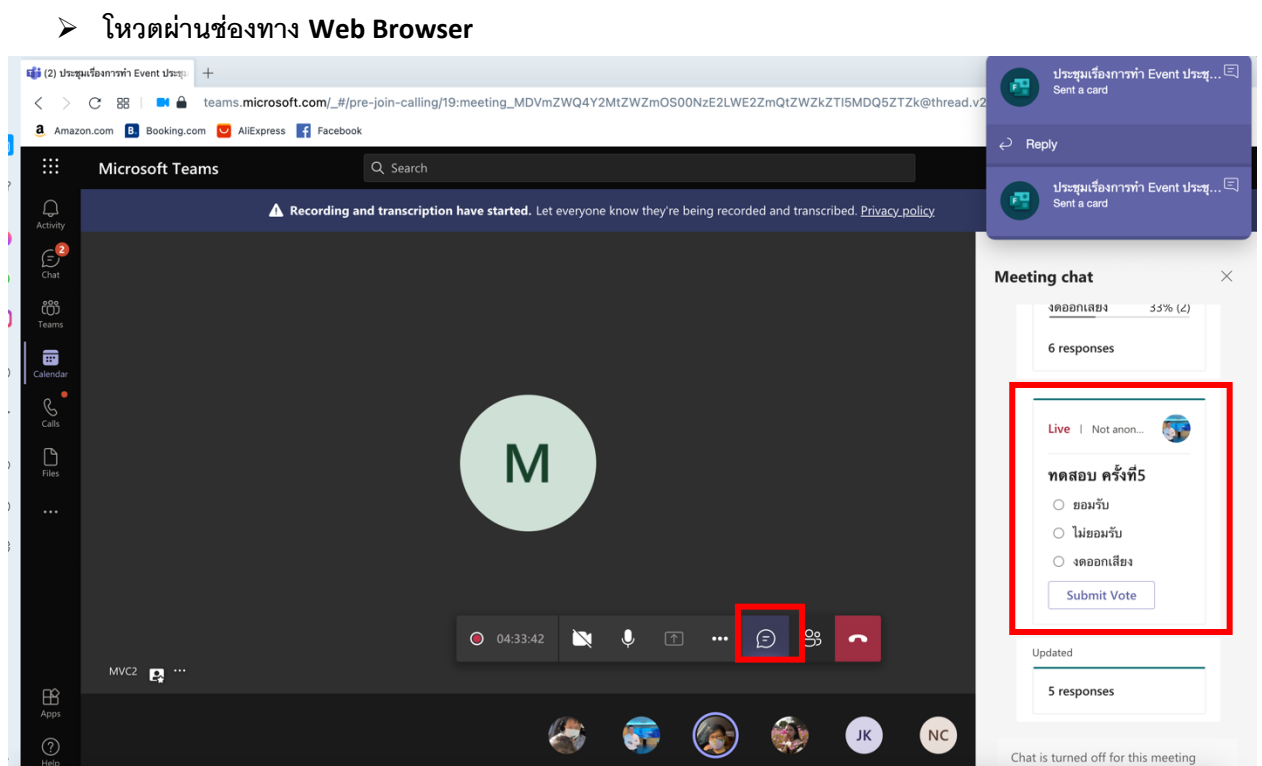 ➢ โหวตผ่านช่องทาง Web Browser
(2) ประชุมเรื่องการทำ Event ประชุ
teams.microsoft.com/_#/pre-join-calling/19:meeting_MDVmZWQ4Y2MtZWZmOS00NzE2LWE2ZmQtZWZkZTI5MDQ5ZTZk@thread.v2
Amazon.com Booking.com AliExpress Facebook
ประชุมเรื่องการทำ Event ประชุ...
Sent a card
Reply
ประชุมเรื่องการทำ Event ประชุ...
Sent a card
Microsoft Teams
Search
Recording and transcription have started. Let everyone know they're being recorded and transcribed. Privacy policy
Activity
2
Chat
Teams
Calendar
Calls
Files
Apps
Help
M
04:33:42
MVC2
JK
NC
Meeting chat
งดออกเสียง 33% (2)
6 responses
Live | Not anon...
ทดสอบ ครั้งที่5
ยอมรับ
ไม่ยอมรับ
งดออกเสียง
Submit Vote
Updated
5 responses
Chat is turned off for this meeting